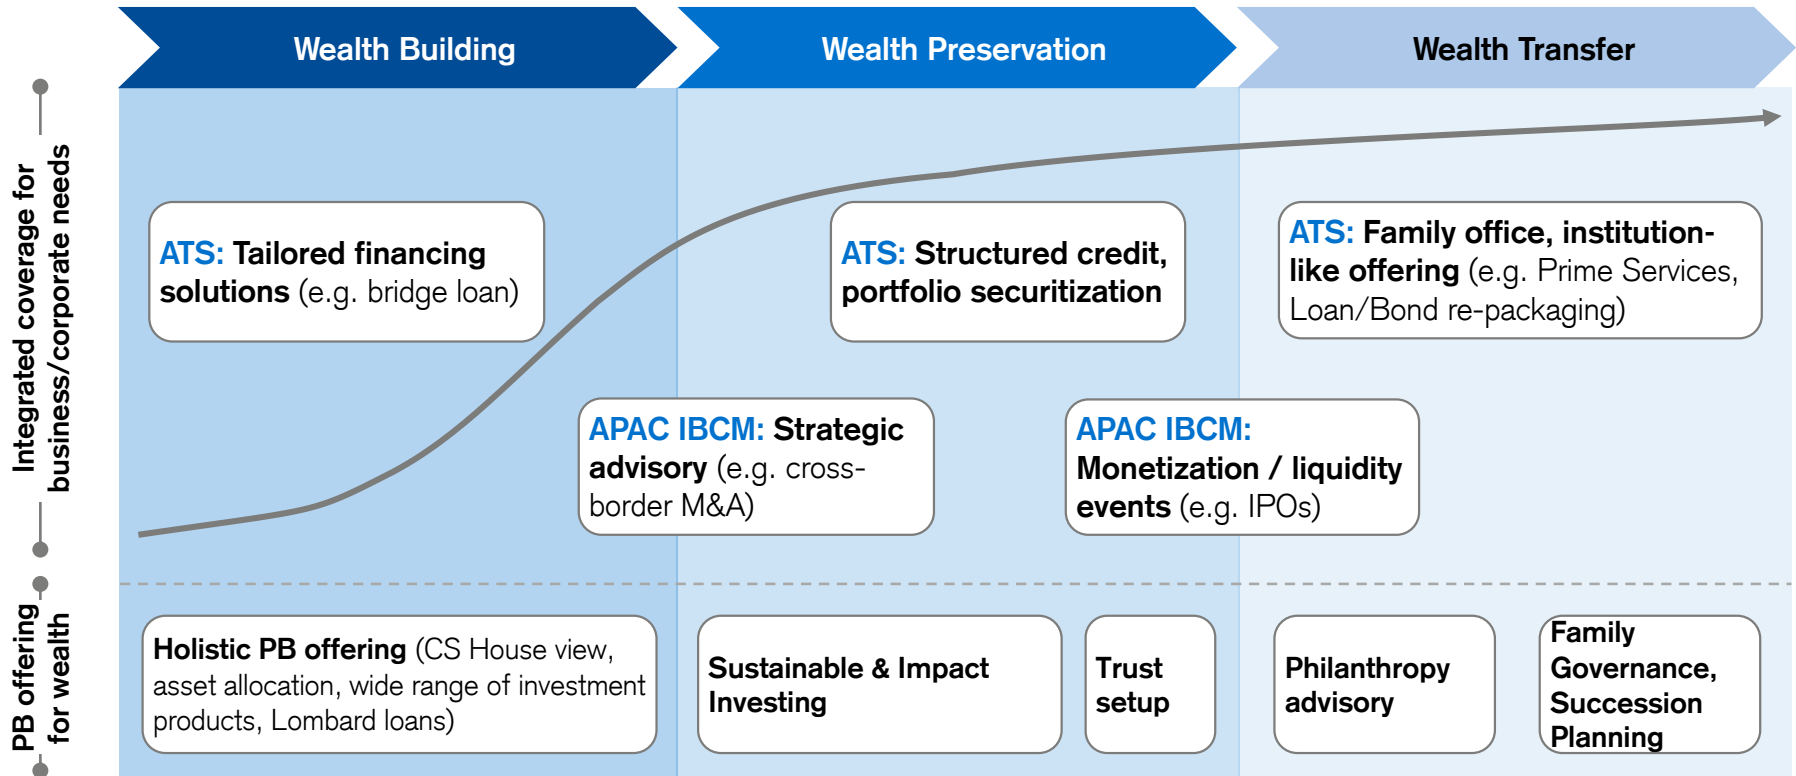 Wealth Building
Wealth Preservation
Wealth Transfer
Integrated coverage for
business/corporate needs
ATS: Tailored financing
solutions (e.g. bridge loan)
ATS: Structured credit,
portfolio securitization
ATS: Family office, institution-
like offering (e.g. Prime Services,
Loan/Bond re-packaging)
APAC IBCM: Strategic
advisory (e.g. cross-
border M&A)
APAC IBCM:
Monetization / liquidity
events (e.g. IPOs)
PB offering
for wealth
Holistic PB offering (CS House view,
asset allocation, wide range of investment
products, Lombard loans)
Sustainable & Impact
Investing
Trust
setup
Philanthropy
advisory
Family
Governance,
Succession
Planning